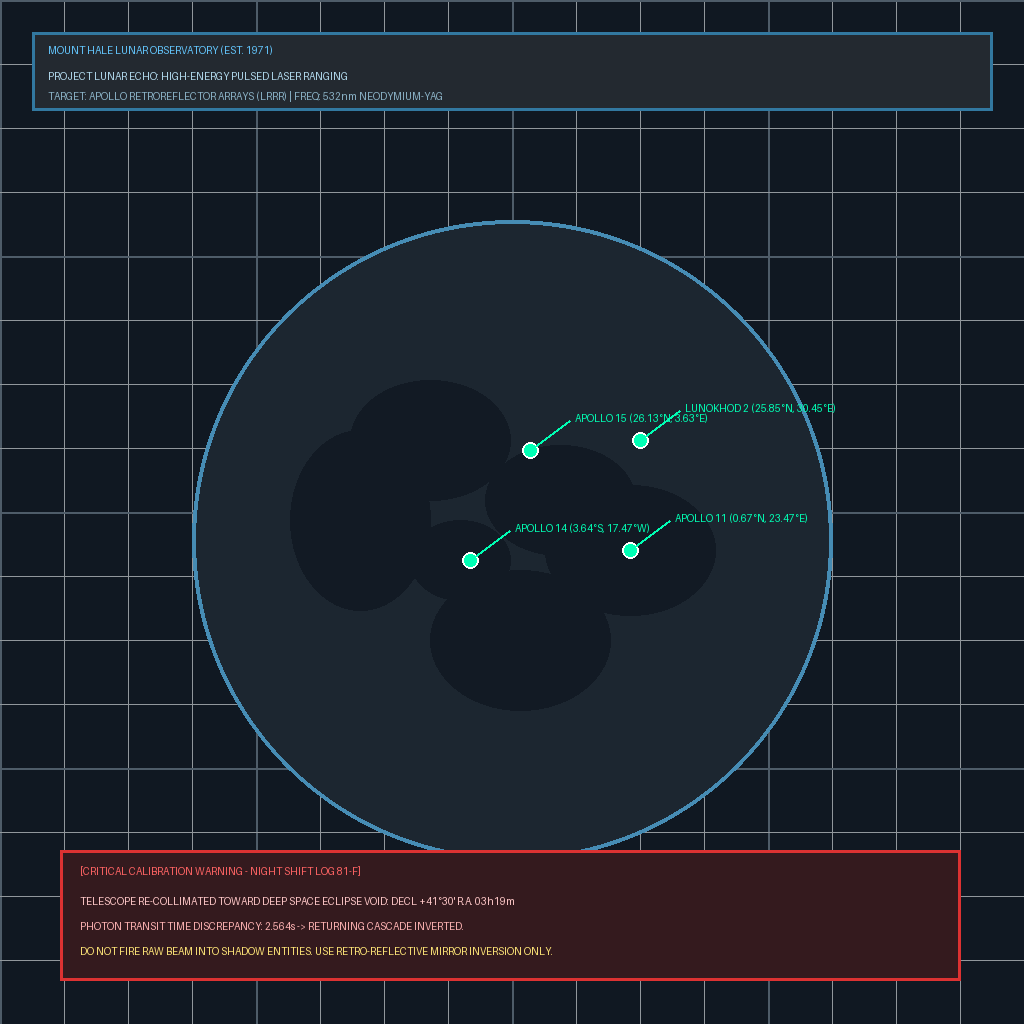 MOUNT HALE LUNAR OBSERVATORY (EST. 1971)
PROJECT LUNAR ECHO: HIGH-ENERGY PULSED LASER RANGING
TARGET: APOLLO RETROREFLECTOR ARRAYS (LRRR) | FREQ: 532nm NEODYMIUM-YAG
LUNOKHOD 2 (25.85°N, 30.45°E)
APOLLO 15 (26.13°N, 3.63°E)
APOLLO 11 (0.67°N, 23.47°E)
APOLLO 14 (3.64°S, 17.47°W)
[CRITICAL CALIBRATION WARNING - NIGHT SHIFT LOG 81-F]
TELESCOPE RE-COLLIMATED TOWARD DEEP SPACE ECLIPSE VOID: DECL +41°30' R.A. 03h19m
PHOTON TRANSIT TIME DISCREPANCY: 2.564s -> RETURNING CASCADE INVERTED.
DO NOT FIRE RAW BEAM INTO SHADOW ENTITIES. USE RETRO-REFLECTIVE MIRROR INVERSION ONLY.